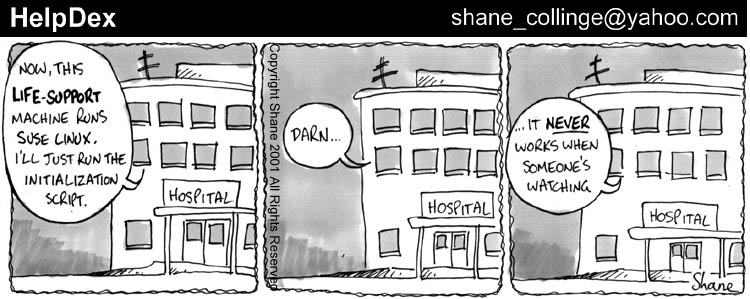 HelpDex
shane_collinge@yahoo.com
NOW, THIS
LIFE-SUPPORT
MACHINE RUNS
SUSE LINUX.
I'LL JUST RUN THE
INITIALIZATION
SCRIPT.
HOSPITAL
Copyright Shane 2001 All Rights Reserved
DARN...
HOSPITAL
...IT NEVER
WORKS WHEN
SOMEONE'S
WATCHING
HOSPITAL
Shane